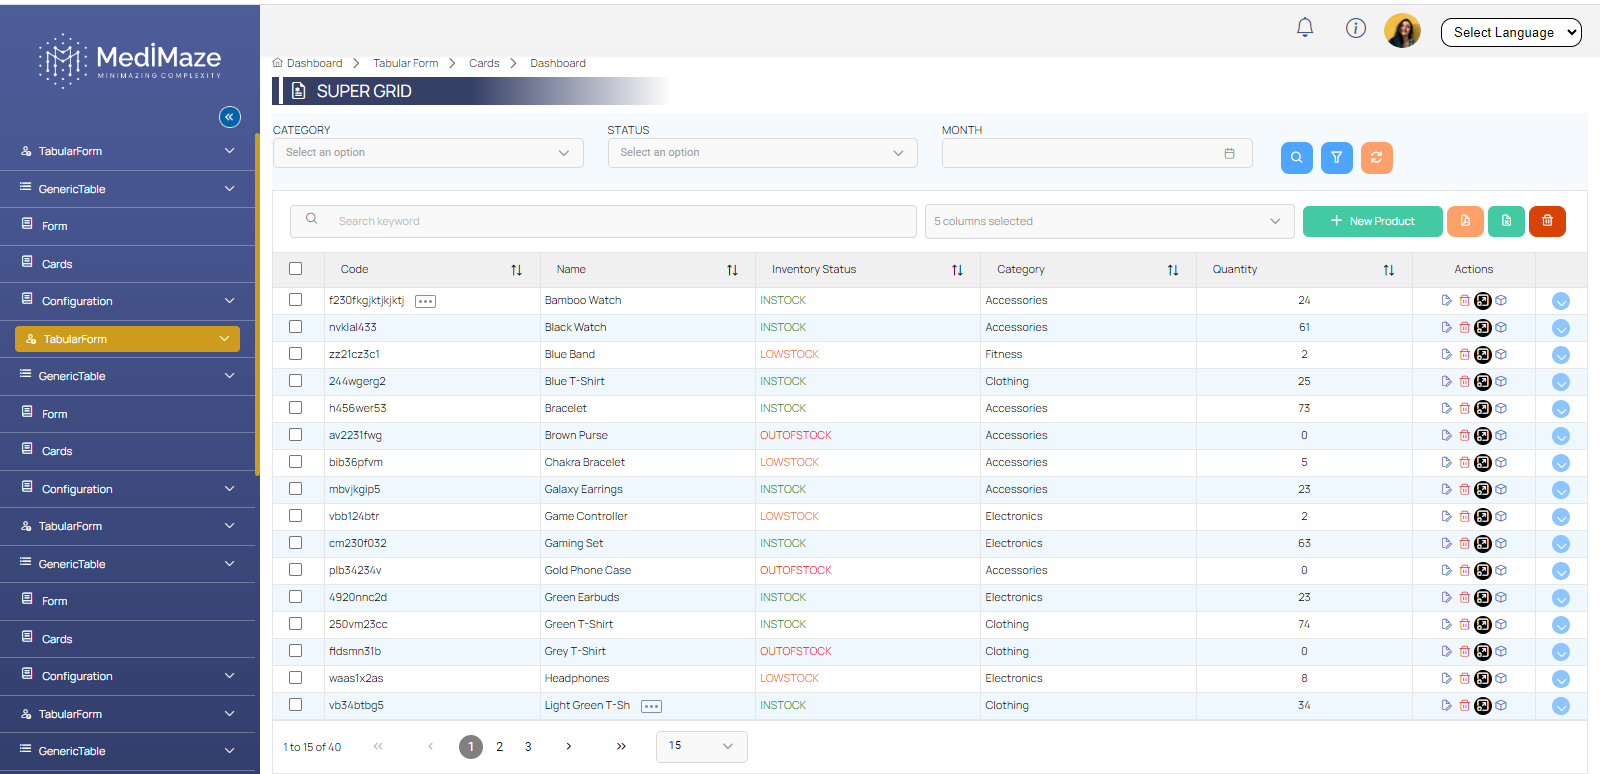 MedIMaze
MINIMAZING COMPLEXITY
TabularForm
GenericTable
Form
Cards
Configuration
TabularForm
GenericTable
Form
Cards
Configuration
TabularForm
GenericTable
Form
Cards
Configuration
TabularForm
GenericTable
Select Language
Dashboard Tabular Form Cards Dashboard
SUPER GRID
CATEGORY STATUS MONTH
Select an option Select an option
Search keyword 5 columns selected + New Product
Code Name Inventory Status Category Quantity Actions
f230fkgjktjkjktj ... Bamboo Watch INSTOCK Accessories 24
nvklal433 Black Watch INSTOCK Accessories 61
zz21cz3c1 Blue Band LOWSTOCK Fitness 2
244wgerg2 Blue T-Shirt INSTOCK Clothing 25
h456wer53 Bracelet INSTOCK Accessories 73
av2231fwg Brown Purse OUTOFSTOCK Accessories 0
bib36pfvm Chakra Bracelet LOWSTOCK Accessories 5
mbvjkgip5 Galaxy Earrings INSTOCK Accessories 23
vbb124btr Game Controller LOWSTOCK Electronics 2
cm230f032 Gaming Set INSTOCK Electronics 63
plb34234v Gold Phone Case OUTOFSTOCK Accessories 0
4920nnc2d Green Earbuds INSTOCK Electronics 23
250vm23cc Green T-Shirt INSTOCK Clothing 74
fldsmn31b Grey T-Shirt OUTOFSTOCK Clothing 0
waas1x2as Headphones LOWSTOCK Electronics 8
vb34btbg5 Light Green T-Sh ... INSTOCK Clothing 34
1 to 15 of 40 << < 1 2 3 > >> 15